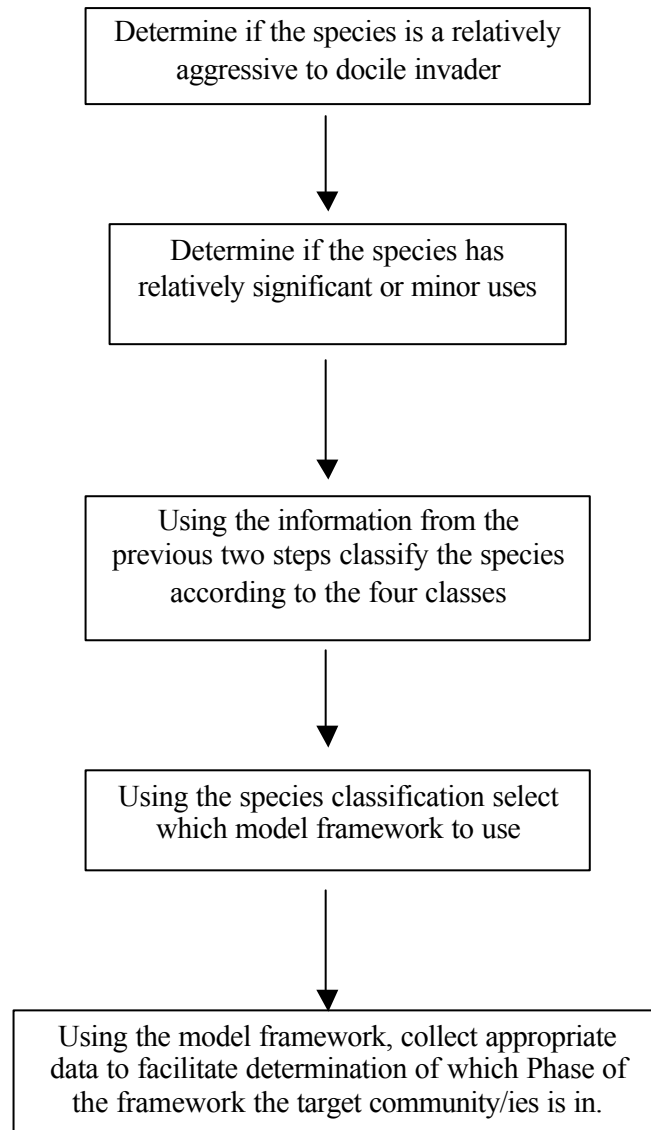 Determine if the species is a relatively
aggressive to docile invader
Determine if the species has
relatively significant or minor uses
Using the information from the
previous two steps classify the species
according to the four classes
Using the species classification select
which model framework to use
Using the model framework, collect appropriate
data to facilitate determination of which Phase of
the framework the target community/ies is in.